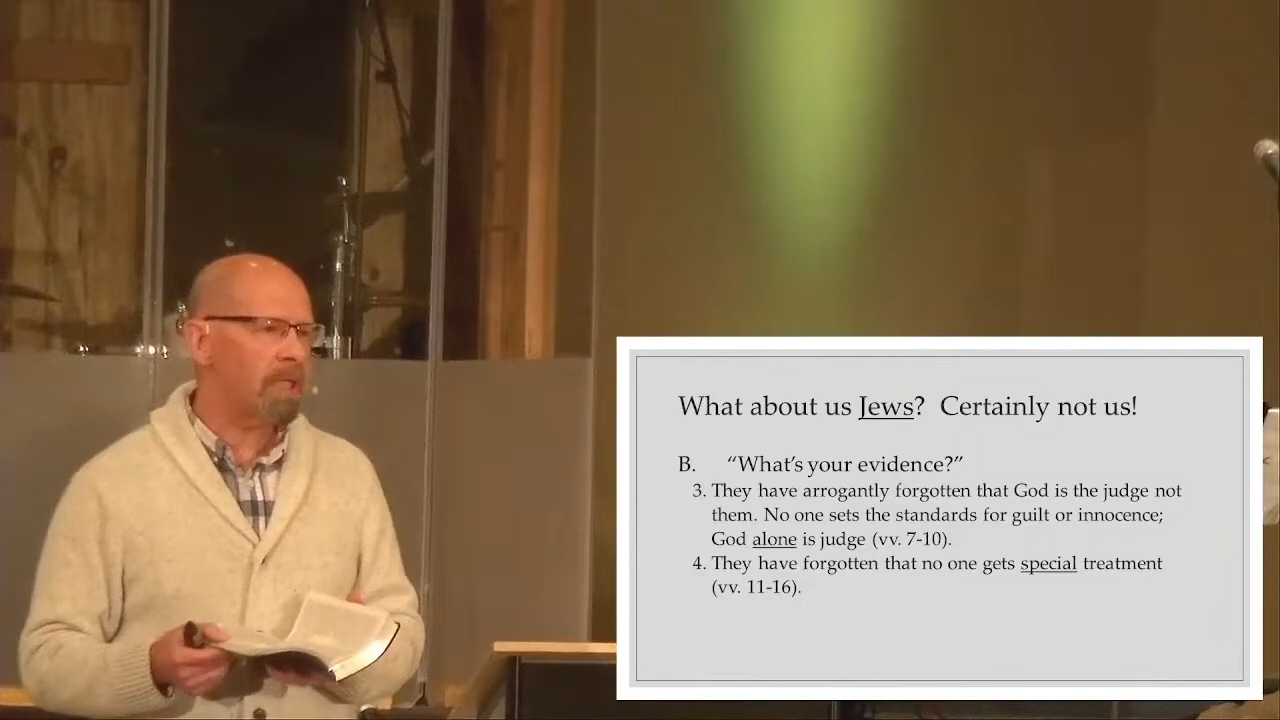 What about us Jews?  Certainly not us!
B. “What’s your evidence?”
3. They have arrogantly forgotten that God is the judge not
them. No one sets the standards for guilt or innocence;
God alone is judge (vv. 7-10).
4. They have forgotten that no one gets special treatment
(vv. 11-16).